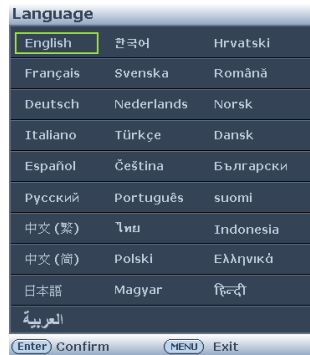 Language
English 한국어 Hrvatski
Français Svenska Română
Deutsch Nederlands Norsk
Italiano Türkçe Dansk
Español Čeština Български
Русский Português suomi
中文 (繁) ไทย Indonesia
中文 (简) Polski Ελληνικά
日本語 Magyar हिन्दी
العربية
Enter Confirm MENU Exit